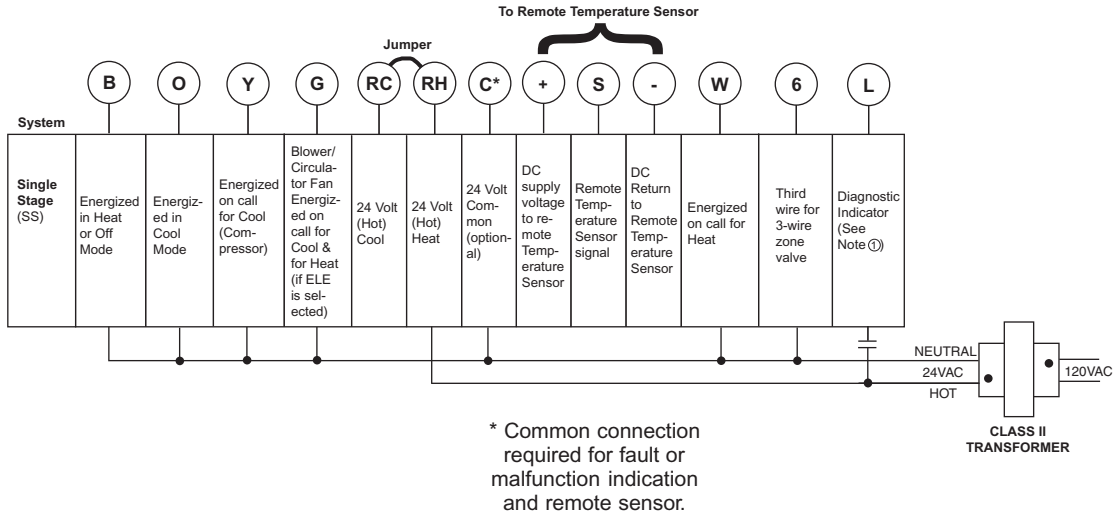 To Remote Temperature Sensor
Jumper
B O Y G RC RH C* + S - W 6 L
System
Single
Stage
(SS)
Energized
in Heat
or Off
Mode
Energiz-
ed in
Cool
Mode
Energized
on call
for Cool
(Com-
pressor)
Blower/
Circula-
tor Fan
Energiz-
ed on
call for
Cool &
for Heat
(if ELE
is sel-
ected)
24 Volt
(Hot)
Cool
24 Volt
(Hot)
Heat
24 Volt
Com-
mon
(option-
al)
DC
supply
voltage
to re-
mote
Temp-
erature
Sensor
Remote
Temp-
erature
Sensor
signal
DC
Return
to
Remote
Temp-
erature
Sensor
Energized
on call for
Heat
Third
wire for
3-wire
zone
valve
Diagnostic
Indicator
(See
Note ①)
NEUTRAL
24VAC
HOT
120VAC
CLASS II
TRANSFORMER
* Common connection
required for fault or
malfunction indication
and remote sensor.